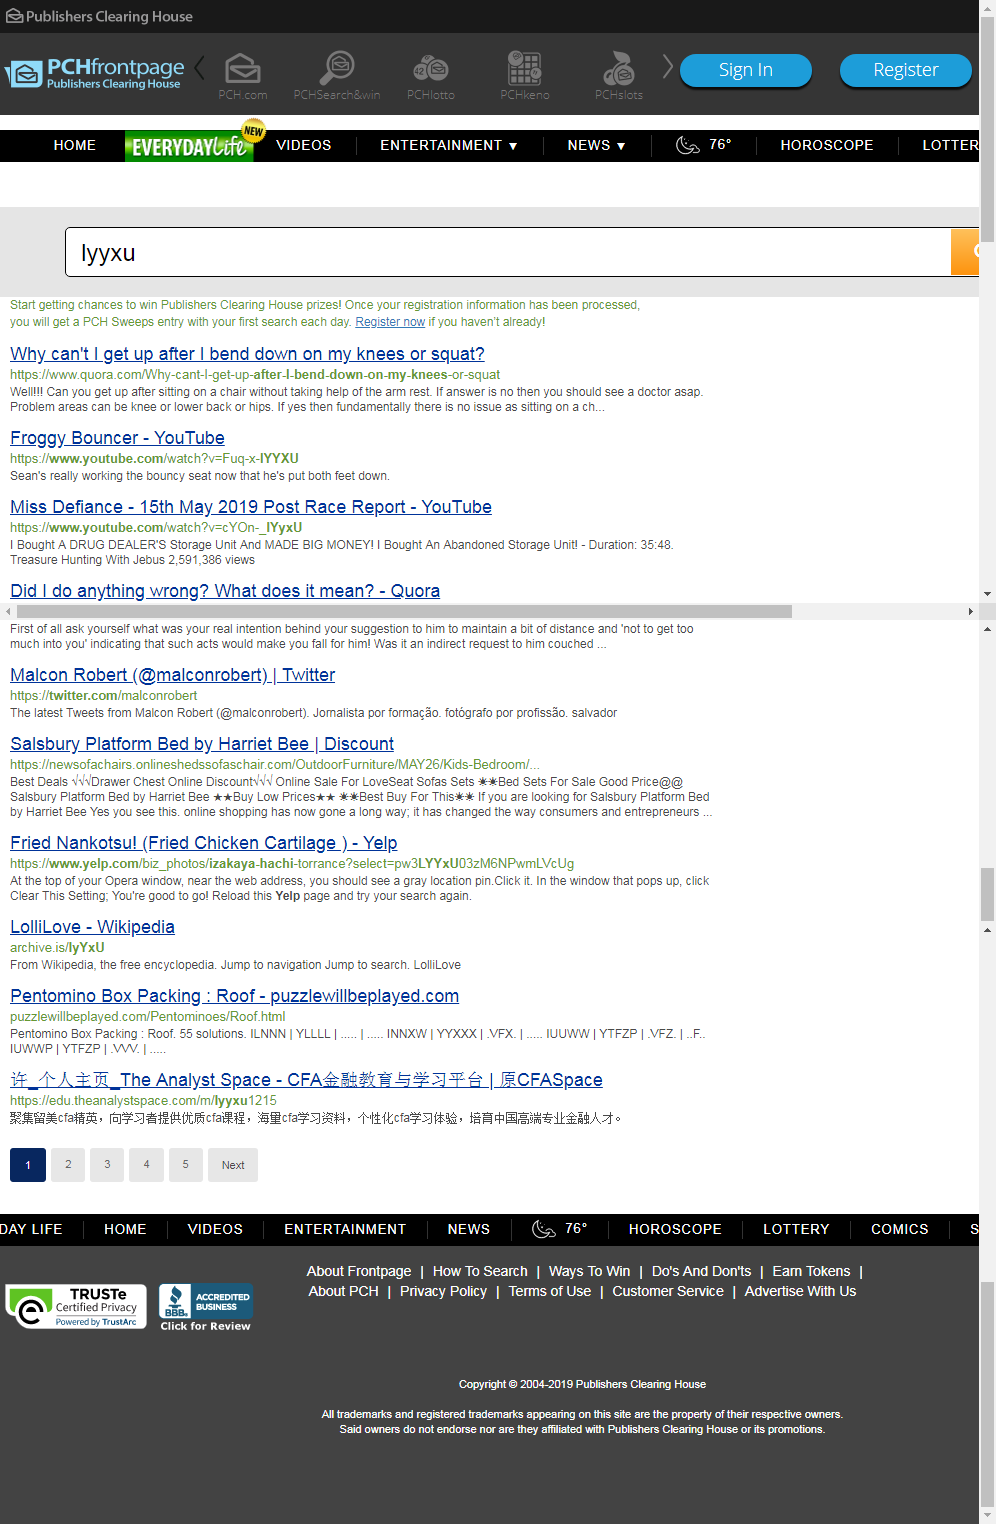 Publishers Clearing House
PCHfrontpage
Publishers Clearing House
PCH.com PCHSearch&win PCHlotto PCHkeno PCHslots
Sign In Register
HOME EVERYDAY Life NEW VIDEOS ENTERTAINMENT ▼ NEWS ▼ 76° HOROSCOPE LOTTER
lyyxu
Start getting chances to win Publishers Clearing House prizes! Once your registration information has been processed,
you will get a PCH Sweeps entry with your first search each day. Register now if you haven't already!
Why can't I get up after I bend down on my knees or squat?
https://www.quora.com/Why-cant-I-get-up-after-I-bend-down-on-my-knees-or-squat
Well!!! Can you get up after sitting on a chair without taking help of the arm rest. If answer is no then you should see a doctor asap.
Problem areas can be knee or lower back or hips. If yes then fundamentally there is no issue as sitting on a ch...
Froggy Bouncer - YouTube
https://www.youtube.com/watch?v=Fuq-x-lYYXU
Sean's really working the bouncy seat now that he's put both feet down.
Miss Defiance - 15th May 2019 Post Race Report - YouTube
https://www.youtube.com/watch?v=cYOn-_lYyxU
I Bought A DRUG DEALER'S Storage Unit And MADE BIG MONEY! I Bought An Abandoned Storage Unit! - Duration: 35:48.
Treasure Hunting With Jebus 2,591,386 views
Did I do anything wrong? What does it mean? - Quora
First of all ask yourself what was your real intention behind your suggestion to him to maintain a bit of distance and 'not to get too
much into you' indicating that such acts would make you fall for him! Was it an indirect request to him couched ...
Malcon Robert (@malconrobert) | Twitter
https://twitter.com/malconrobert
The latest Tweets from Malcon Robert (@malconrobert). Jornalista por formação. fotógrafo por profissão. salvador
Salsbury Platform Bed by Harriet Bee | Discount
https://newsofachairs.onlineshedssofaschair.com/OutdoorFurniture/MAY26/Kids-Bedroom/...
Best Deals √√√Drawer Chest Online Discount√√√ Online Sale For LoveSeat Sofas Sets ☀☀Bed Sets For Sale Good Price@@
Salsbury Platform Bed by Harriet Bee ★★Buy Low Prices★★ ☀☀Best Buy For This☀☀ If you are looking for Salsbury Platform Bed
by Harriet Bee Yes you see this. online shopping has now gone a long way; it has changed the way consumers and entrepreneurs ...
Fried Nankotsu! (Fried Chicken Cartilage ) - Yelp
https://www.yelp.com/biz_photos/izakaya-hachi-torrance?select=pw3LYYxU03zM6NPwmLVcUg
At the top of your Opera window, near the web address, you should see a gray location pin.Click it. In the window that pops up, click
Clear This Setting; You're good to go! Reload this Yelp page and try your search again.
LolliLove - Wikipedia
archive.is/lyYxU
From Wikipedia, the free encyclopedia. Jump to navigation Jump to search. LolliLove
Pentomino Box Packing : Roof - puzzlewillbeplayed.com
puzzlewillbeplayed.com/Pentominoes/Roof.html
Pentomino Box Packing : Roof. 55 solutions. ILNNN | YLLLL | ..... | ..... INNXW | YYXXX | .VFX. | ..... IUUWW | YTFZP | .VFZ. | ..F..
IUWWP | YTFZP | .VVV. | .....
许_个人主页_The Analyst Space - CFA金融教育与学习平台 | 原CFASpace
https://edu.theanalystspace.com/m/lyyxu1215
聚集留美cfa精英，向学习者提供优质cfa课程，海量cfa学习资料，个性化cfa学习体验，培育中国高端专业金融人才。
1 2 3 4 5 Next
DAY LIFE HOME VIDEOS ENTERTAINMENT NEWS 76° HOROSCOPE LOTTERY COMICS S
About Frontpage | How To Search | Ways To Win | Do's And Don'ts | Earn Tokens |
About PCH | Privacy Policy | Terms of Use | Customer Service | Advertise With Us
TRUSTe
Certified Privacy
Powered by TrustArc
BBB.
ACCREDITED
BUSINESS
Click for Review
Copyright © 2004-2019 Publishers Clearing House
All trademarks and registered trademarks appearing on this site are the property of their respective owners.
Said owners do not endorse nor are they affiliated with Publishers Clearing House or its promotions.